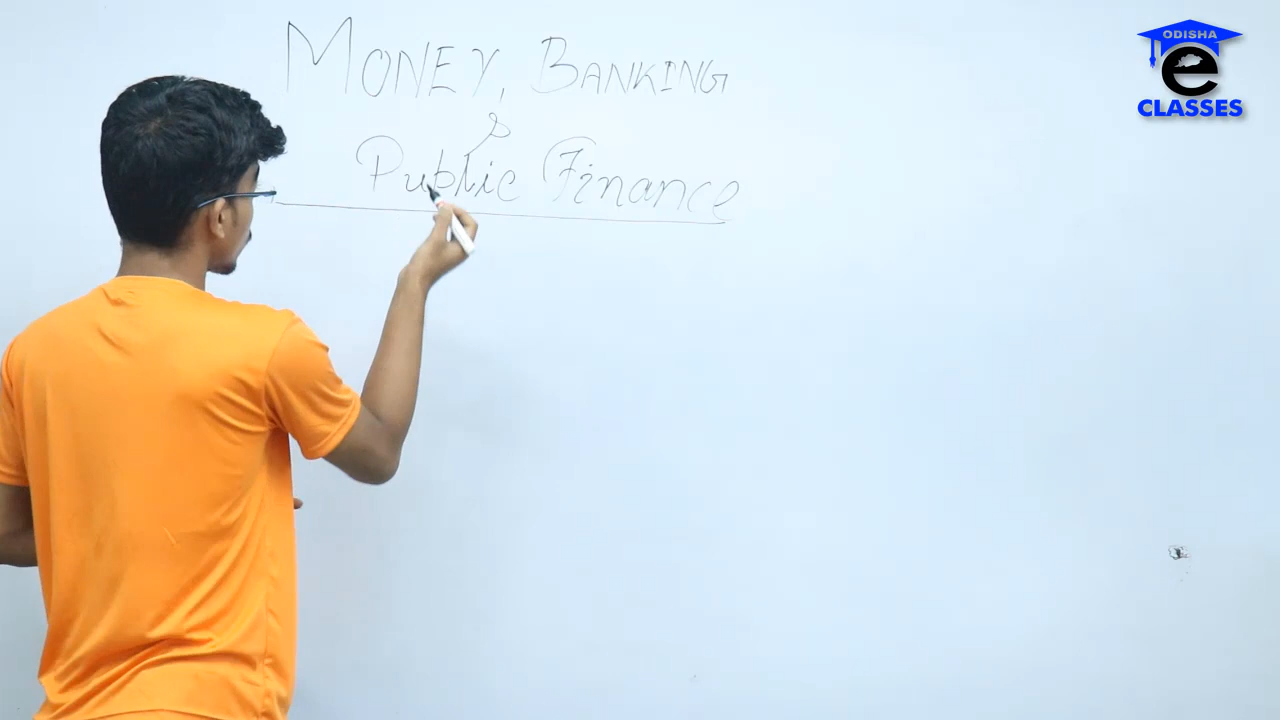 MONEY, BANKING
&
Public Finance
ODISHA
e
CLASSES